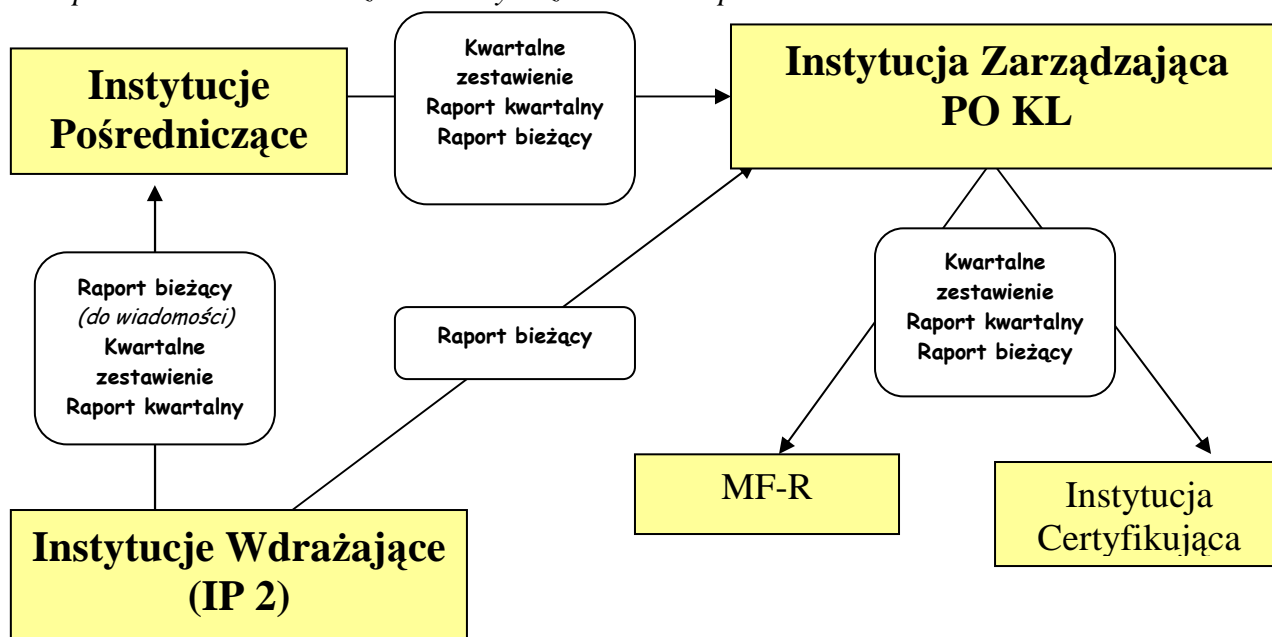 Kwartalne
zestawienie
Raport kwartalny
Raport bieżący
Instytucje
Pośredniczące
Instytucja Zarządzająca
PO KL
Raport bieżący
(do wiadomości)
Kwartalne
zestawienie
Raport kwartalny
Raport bieżący
Kwartalne
zestawienie
Raport kwartalny
Raport bieżący
MF-R
Instytucja
Certyfikująca
Instytucje Wdrażające
(IP 2)